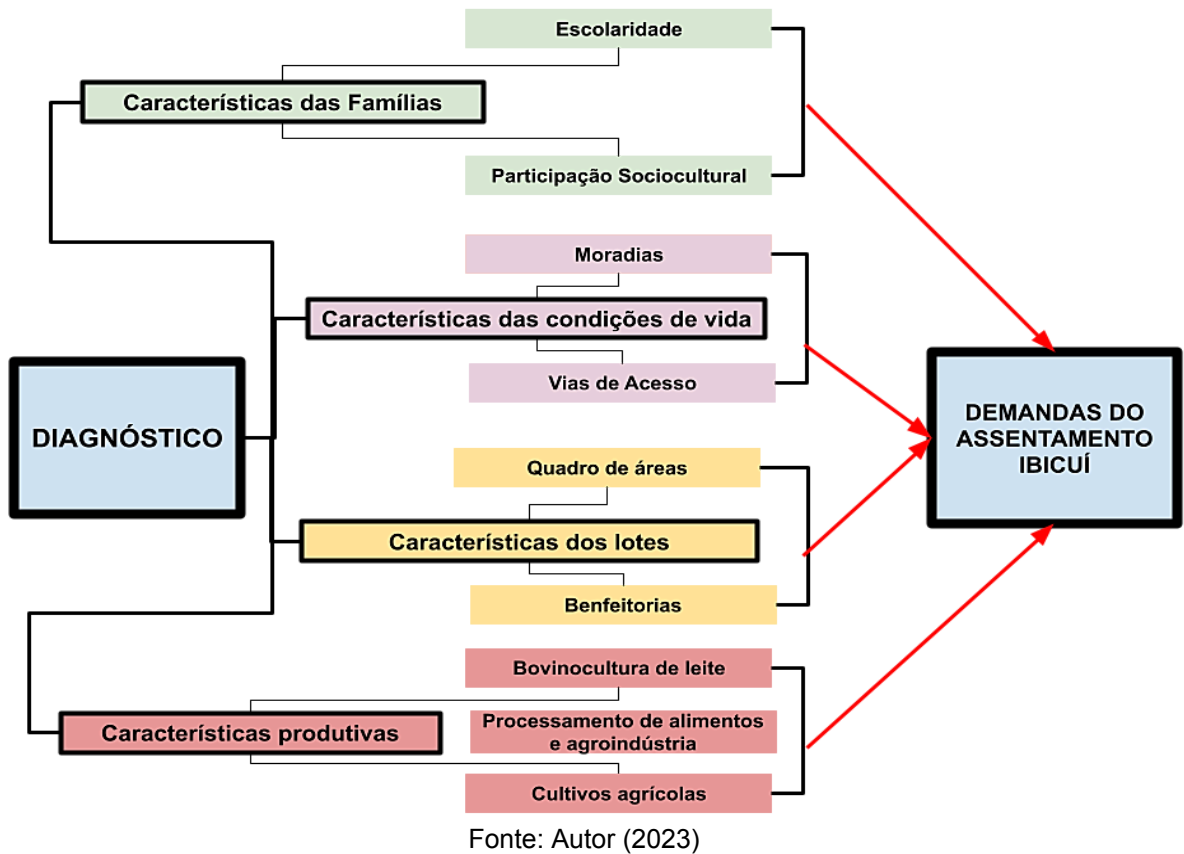 Escolaridade
Características das Famílias
Participação Sociocultural
Moradias
Características das condições de vida
Vias de Acesso
DIAGNÓSTICO
DEMANDAS DO
ASSENTAMENTO
IBICUÍ
Quadro de áreas
Características dos lotes
Benfeitorias
Bovinocultura de leite
Características produtivas
Processamento de alimentos
e agroindústria
Cultivos agrícolas
Fonte: Autor (2023)